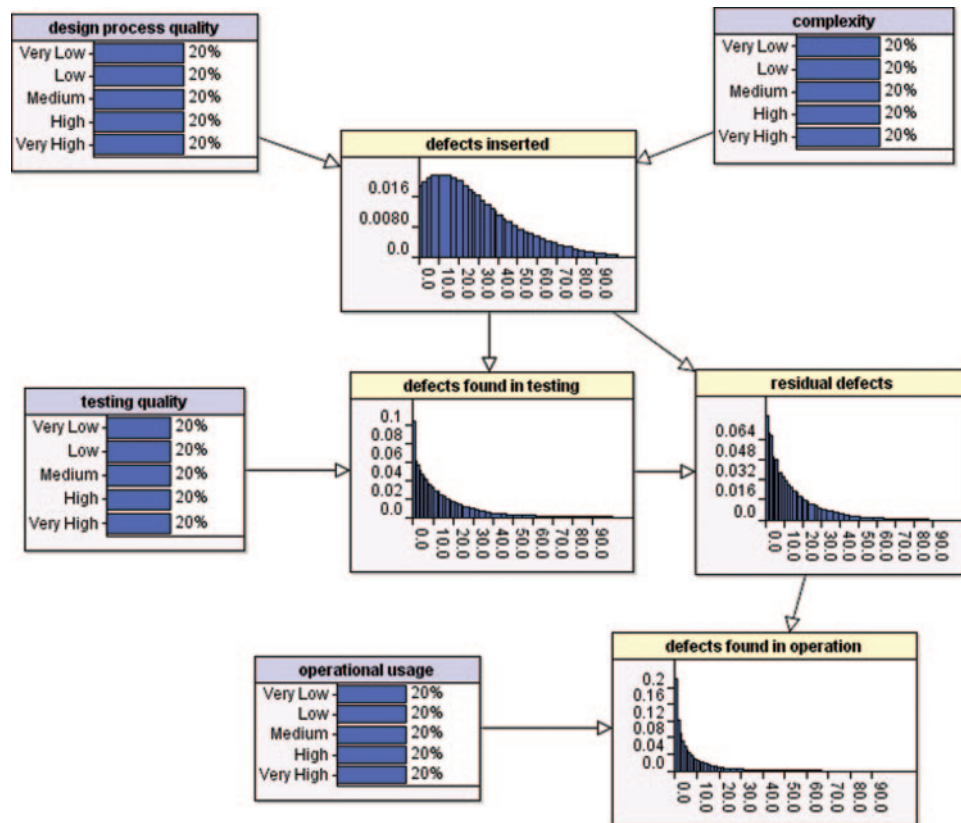 design process quality
Very Low 20%
Low 20%
Medium 20%
High 20%
Very High 20%
complexity
Very Low 20%
Low 20%
Medium 20%
High 20%
Very High 20%
defects inserted
0.016
0.0080
0.0
0.0 10.0 20.0 30.0 40.0 50.0 60.0 70.0 80.0 90.0
testing quality
Very Low 20%
Low 20%
Medium 20%
High 20%
Very High 20%
defects found in testing
0.1
0.08
0.06
0.04
0.02
0.0
0.0 10.0 20.0 30.0 40.0 50.0 60.0 70.0 80.0 90.0
residual defects
0.064
0.048
0.032
0.016
0.0
0.0 10.0 20.0 30.0 40.0 50.0 60.0 70.0 80.0 90.0
operational usage
Very Low 20%
Low 20%
Medium 20%
High 20%
Very High 20%
defects found in operation
0.2
0.16
0.12
0.08
0.04
0.0
0.0 10.0 20.0 30.0 40.0 50.0 60.0 70.0 80.0 90.0